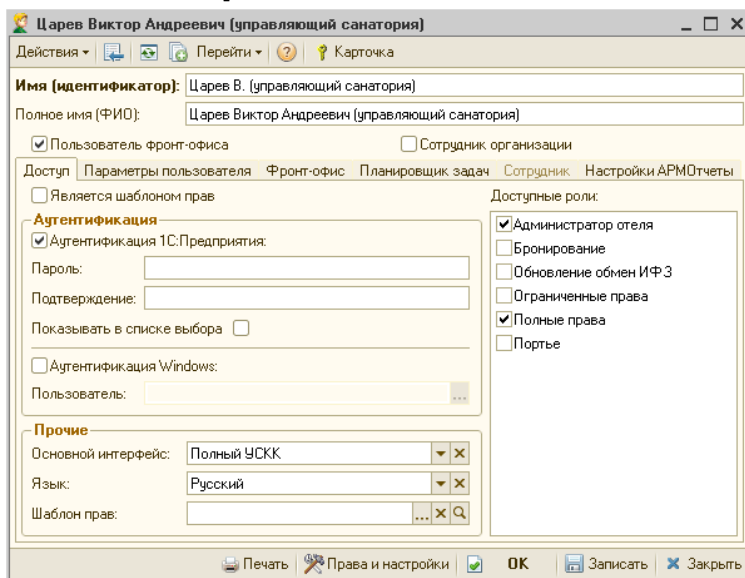 Царев Виктор Андреевич (управляющий санатория)
Действия Перейти Карточка
Имя (идентификатор): Царев В. (управляющий санатория)
Полное имя (ФИО): Царев Виктор Андреевич (управляющий санатория)
Пользователь фронт-офиса Сотрудник организации
Доступ Параметры пользователя Фронт-офис Планировщик задач Сотрудник Настройки АРМОтчеты
Является шаблоном прав Доступные роли:
Аутентификация
Администратор отеля
Аутентификация 1С:Предприятия:
Бронирование
Пароль:
Обновление обмен ИФЗ
Подтверждение:
Ограниченные права
Показывать в списке выбора
Полные права
Портье
Аутентификация Windows:
Пользователь: ...
Прочие
Основной интерфейс: Полный УСКК
Язык: Русский
Шаблон прав: ...
Печать Права и настройки OK Записать Закрыть